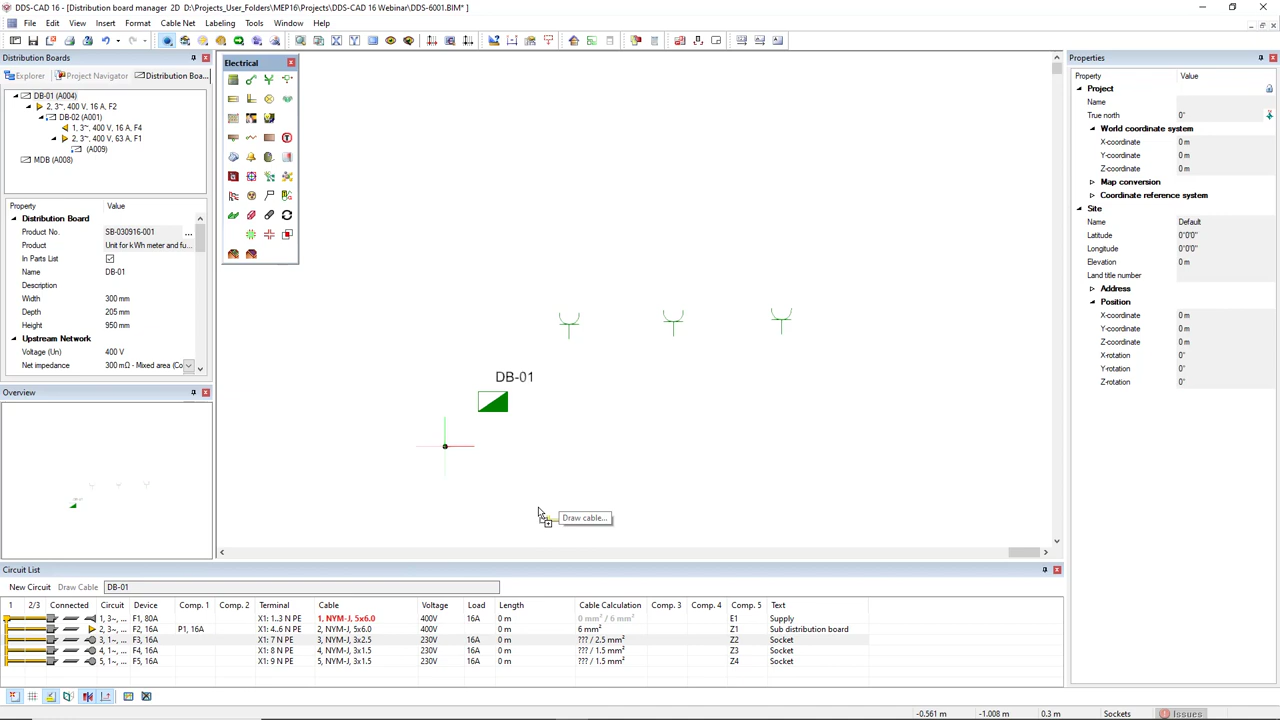 DDS-CAD 16 - [Distribution board manager  2D  D:\Projects_User_Folders\MEP16\Projects\DDS-CAD 16 Webinar\DDS-6001.BIM* ]
File Edit View Insert Format Cable Net Labeling Tools Window Help
Distribution Boards
Explorer Project Navigator Distribution Boa...
DB-01 (A004)
2, 3~, 400 V, 16 A, F2
DB-02 (A001)
1, 3~, 400 V, 16 A, F4
2, 3~, 400 V, 63 A, F1
(A009)
MDB (A008)
Property Value
Distribution Board
Product No. SB-030916-001 ...
Product Unit for kWh meter and fu...
In Parts List
Name DB-01
Description
Width 300 mm
Depth 205 mm
Height 950 mm
Upstream Network
Voltage (Un) 400 V
Net impedance 300 mΩ - Mixed area (Co
Overview
Electrical
DB-01
Draw cable...
Properties
Property Value
Project
Name
True north 0°
World coordinate system
X-coordinate 0 m
Y-coordinate 0 m
Z-coordinate 0 m
Map conversion
Coordinate reference system
Site
Name Default
Latitude 0°0'0"
Longitude 0°0'0"
Elevation 0 m
Land title number
Address
Position
X-coordinate 0 m
Y-coordinate 0 m
Z-coordinate 0 m
X-rotation 0°
Y-rotation 0°
Z-rotation 0°
Circuit List
New Circuit Draw Cable DB-01
1 2/3 Connected Circuit Device Comp. 1 Comp. 2 Terminal Cable Voltage Load Length Cable Calculation Comp. 3 Comp. 4 Comp. 5 Text
1, 3~, ... F1, 80A X1: 1..3 N PE 1, NYM-J, 5x6.0 400V 16A 0 m 0 mm² / 6 mm² E1 Supply
2, 3~, ... F2, 16A P1, 16A X1: 4..6 N PE 2, NYM-J, 5x6.0 400V 0 m 6 mm² Z1 Sub distribution board
3, 1~, ... F3, 16A X1: 7 N PE 3, NYM-J, 3x2.5 230V 16A 0 m ??? / 2.5 mm² Z2 Socket
4, 1~, ... F4, 16A X1: 8 N PE 4, NYM-J, 3x1.5 230V 16A 0 m ??? / 1.5 mm² Z3 Socket
5, 1~, ... F5, 16A X1: 9 N PE 5, NYM-J, 3x1.5 230V 16A 0 m ??? / 1.5 mm² Z4 Socket
-0.561 m -1.008 m 0.3 m Sockets Issues